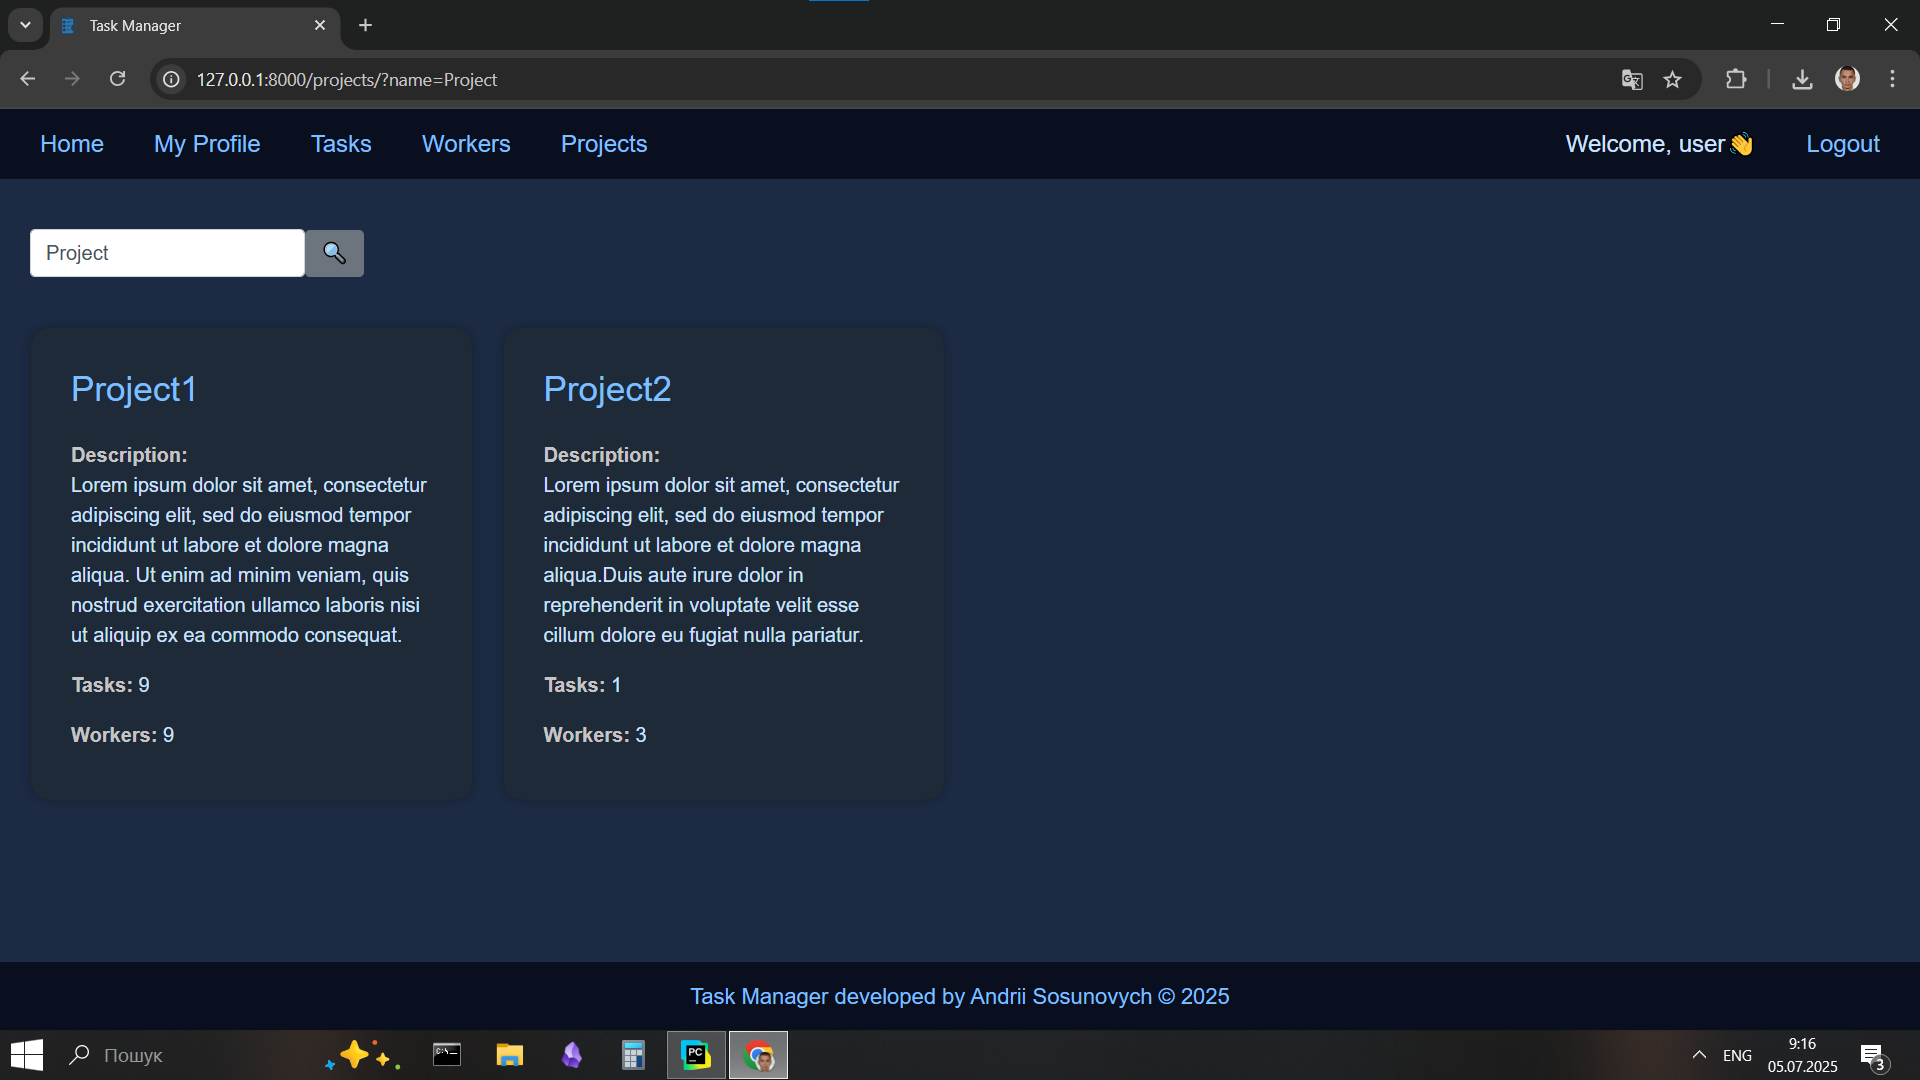 Task Manager
127.0.0.1:8000/projects/?name=Project
Home My Profile Tasks Workers Projects Welcome, user👋 Logout
Project
Project1
Description:
Lorem ipsum dolor sit amet, consectetur
adipiscing elit, sed do eiusmod tempor
incididunt ut labore et dolore magna
aliqua. Ut enim ad minim veniam, quis
nostrud exercitation ullamco laboris nisi
ut aliquip ex ea commodo consequat.
Tasks: 9
Workers: 9
Project2
Description:
Lorem ipsum dolor sit amet, consectetur
adipiscing elit, sed do eiusmod tempor
incididunt ut labore et dolore magna
aliqua.Duis aute irure dolor in
reprehenderit in voluptate velit esse
cillum dolore eu fugiat nulla pariatur.
Tasks: 1
Workers: 3
Task Manager developed by Andrii Sosunovych © 2025
Пошук
C:\_
PC
ENG
9:16
05.07.2025
3